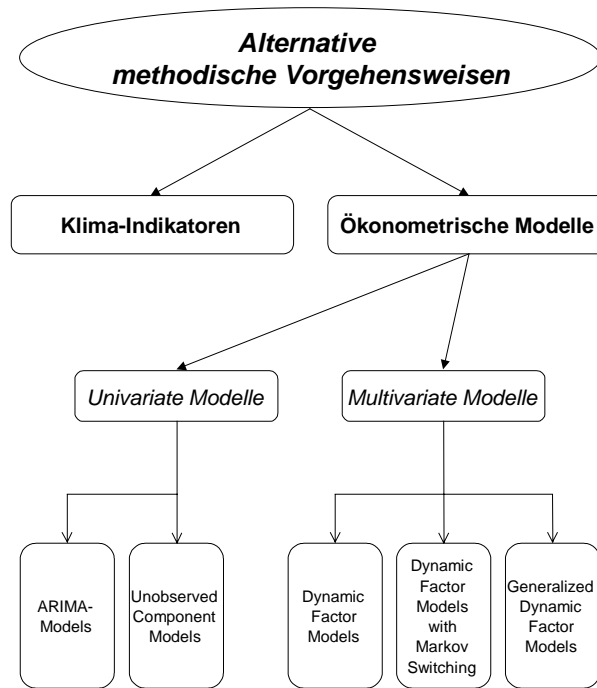 Alternative
methodische Vorgehensweisen
Klima-Indikatoren
Ökonometrische Modelle
Univariate Modelle
Multivariate Modelle
ARIMA-
Models
Unobserved
Component
Models
Dynamic
Factor
Models
Dynamic
Factor
Models
with
Markov
Switching
Generalized
Dynamic
Factor
Models